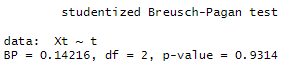 studentized Breusch-Pagan test
data:  Xt ~ t
BP = 0.14216, df = 2, p-value = 0.9314